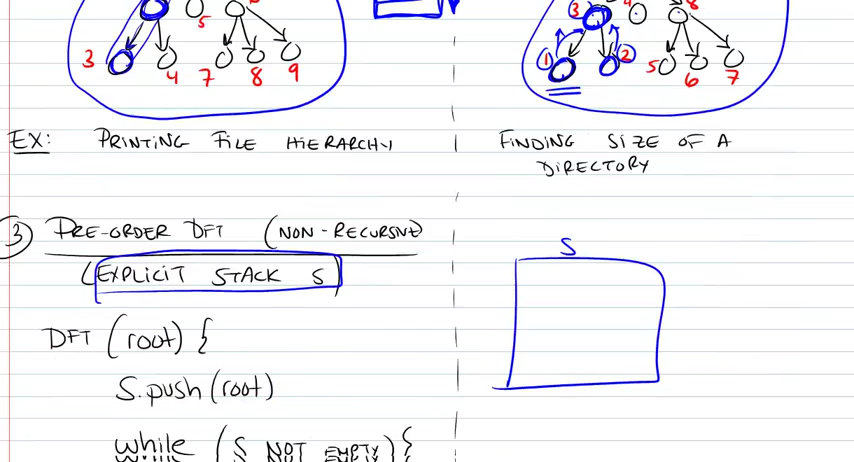 5
3
4
7
8
9
3
4
8
1
2
5
6
7
EX: PRINTING FILE HIERARCHY
FINDING SIZE OF A
DIRECTORY
3 PRE-ORDER DFT (NON-RECURSIVE)
(EXPLICIT STACK S)
S
DFT (root) {
S.push(root)
while (S NOT EMPTY){